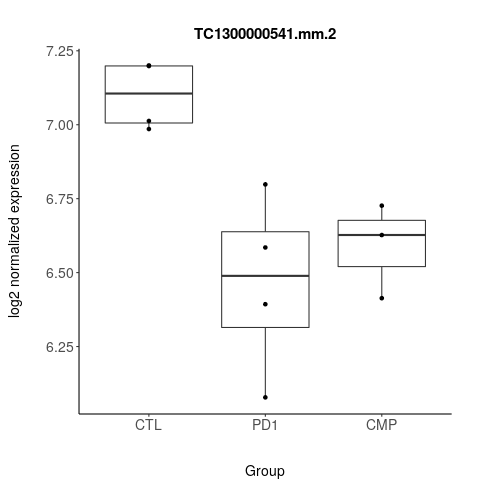 TC1300000541.mm.2
log2 normalized expression
7.25
7.00
6.75
6.50
6.25
CTL
PD1
CMP
Group